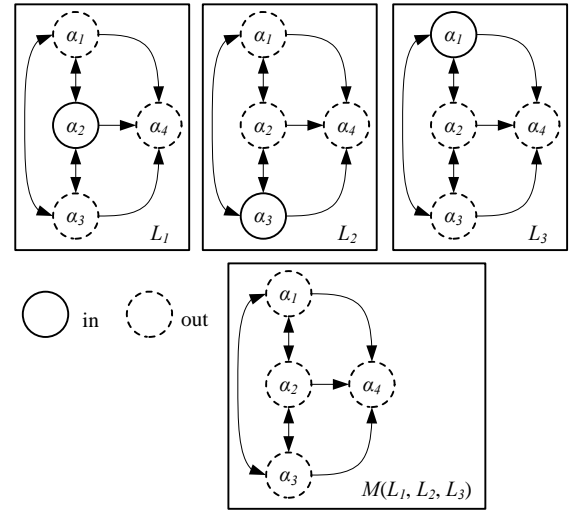 α1 α1 α1
α2 α4 α2 α4 α2 α4
α3 α3 α3
L1 L2 L3
in out
α1
α2 α4
α3
M(L1, L2, L3)